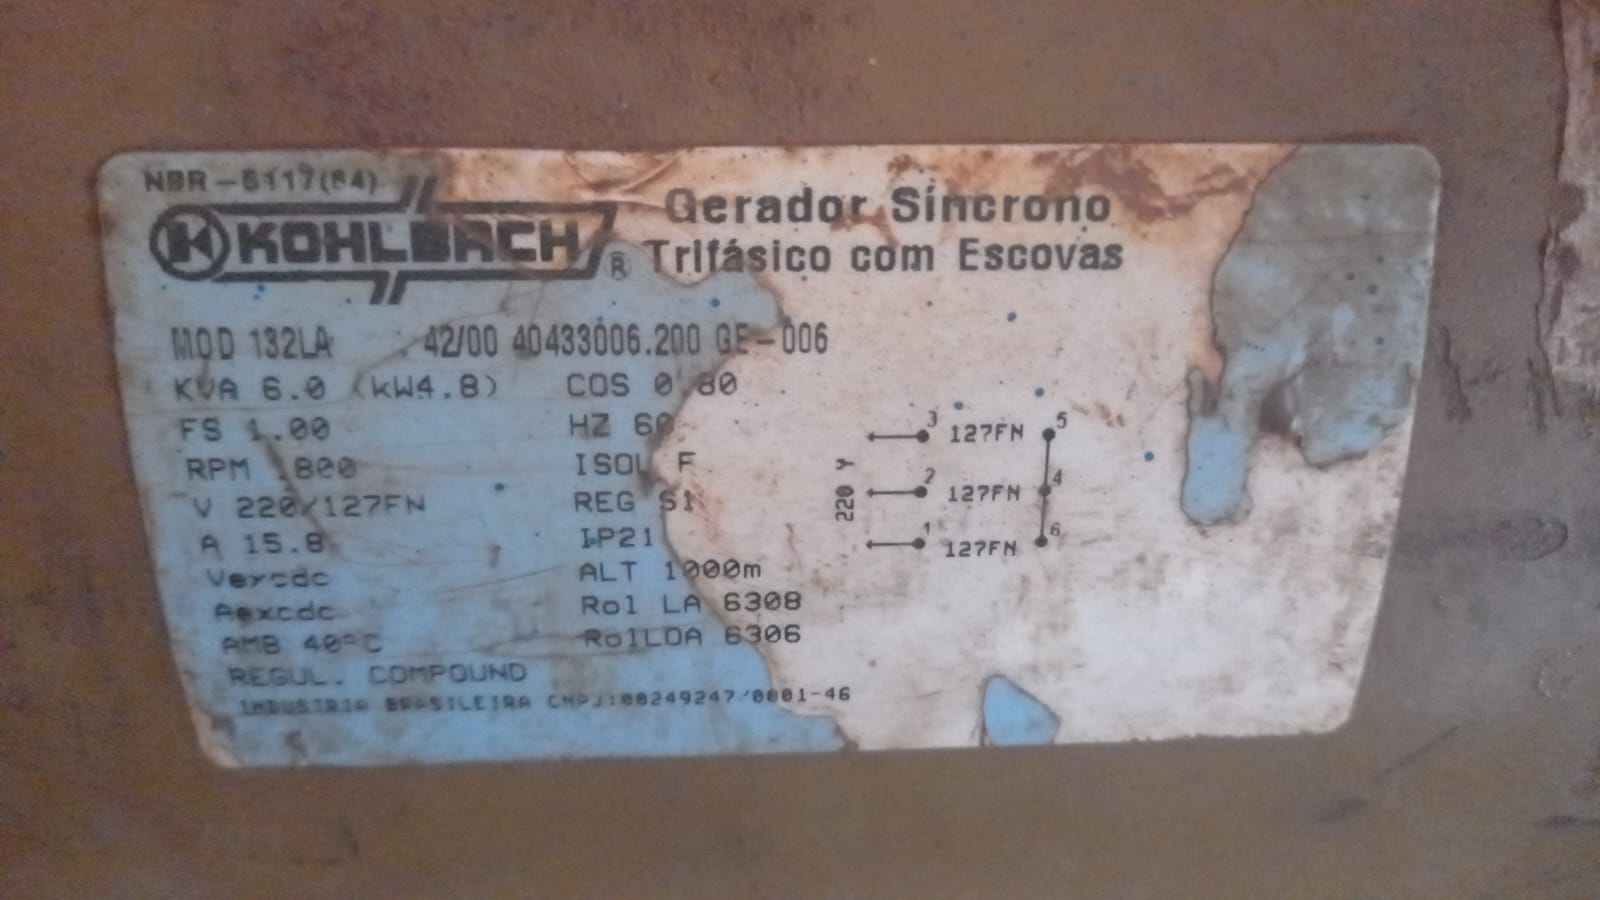 NBR-5117(84)
KOHLBACH ®
Gerador Síncrono
Trifásico com Escovas
MOD 132LA 42/00 40433006.200 GE-006
KVA 6.0 (kW4.8) COS 0.80
FS 1.00 HZ 60
RPM 1800 ISOL F
V 220/127FN REG S1
A 15.8 IP21
Vexcdc ALT 1000m
Aexcdc Rol LA 6308
AMB 40ºC RolLOA 6306
REGUL. COMPOUND
INDUSTRIA BRASILEIRA CNPJ:00249247/0001-46
220 Y
3 127FN 5
2 127FN 4
1 127FN 6